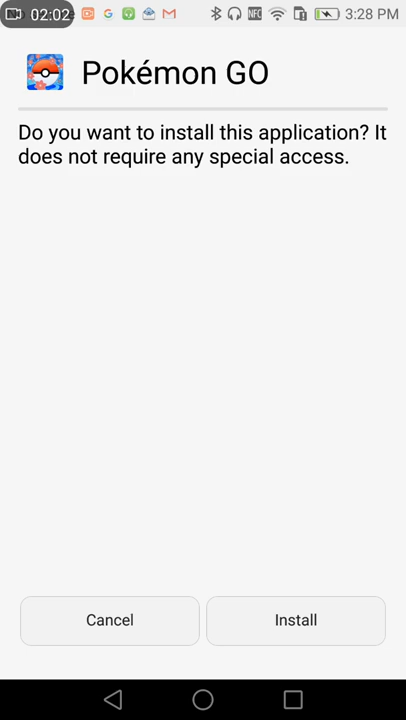 02:02 NFC 3:28 PM
Pokémon GO
Do you want to install this application? It
does not require any special access.
Cancel Install